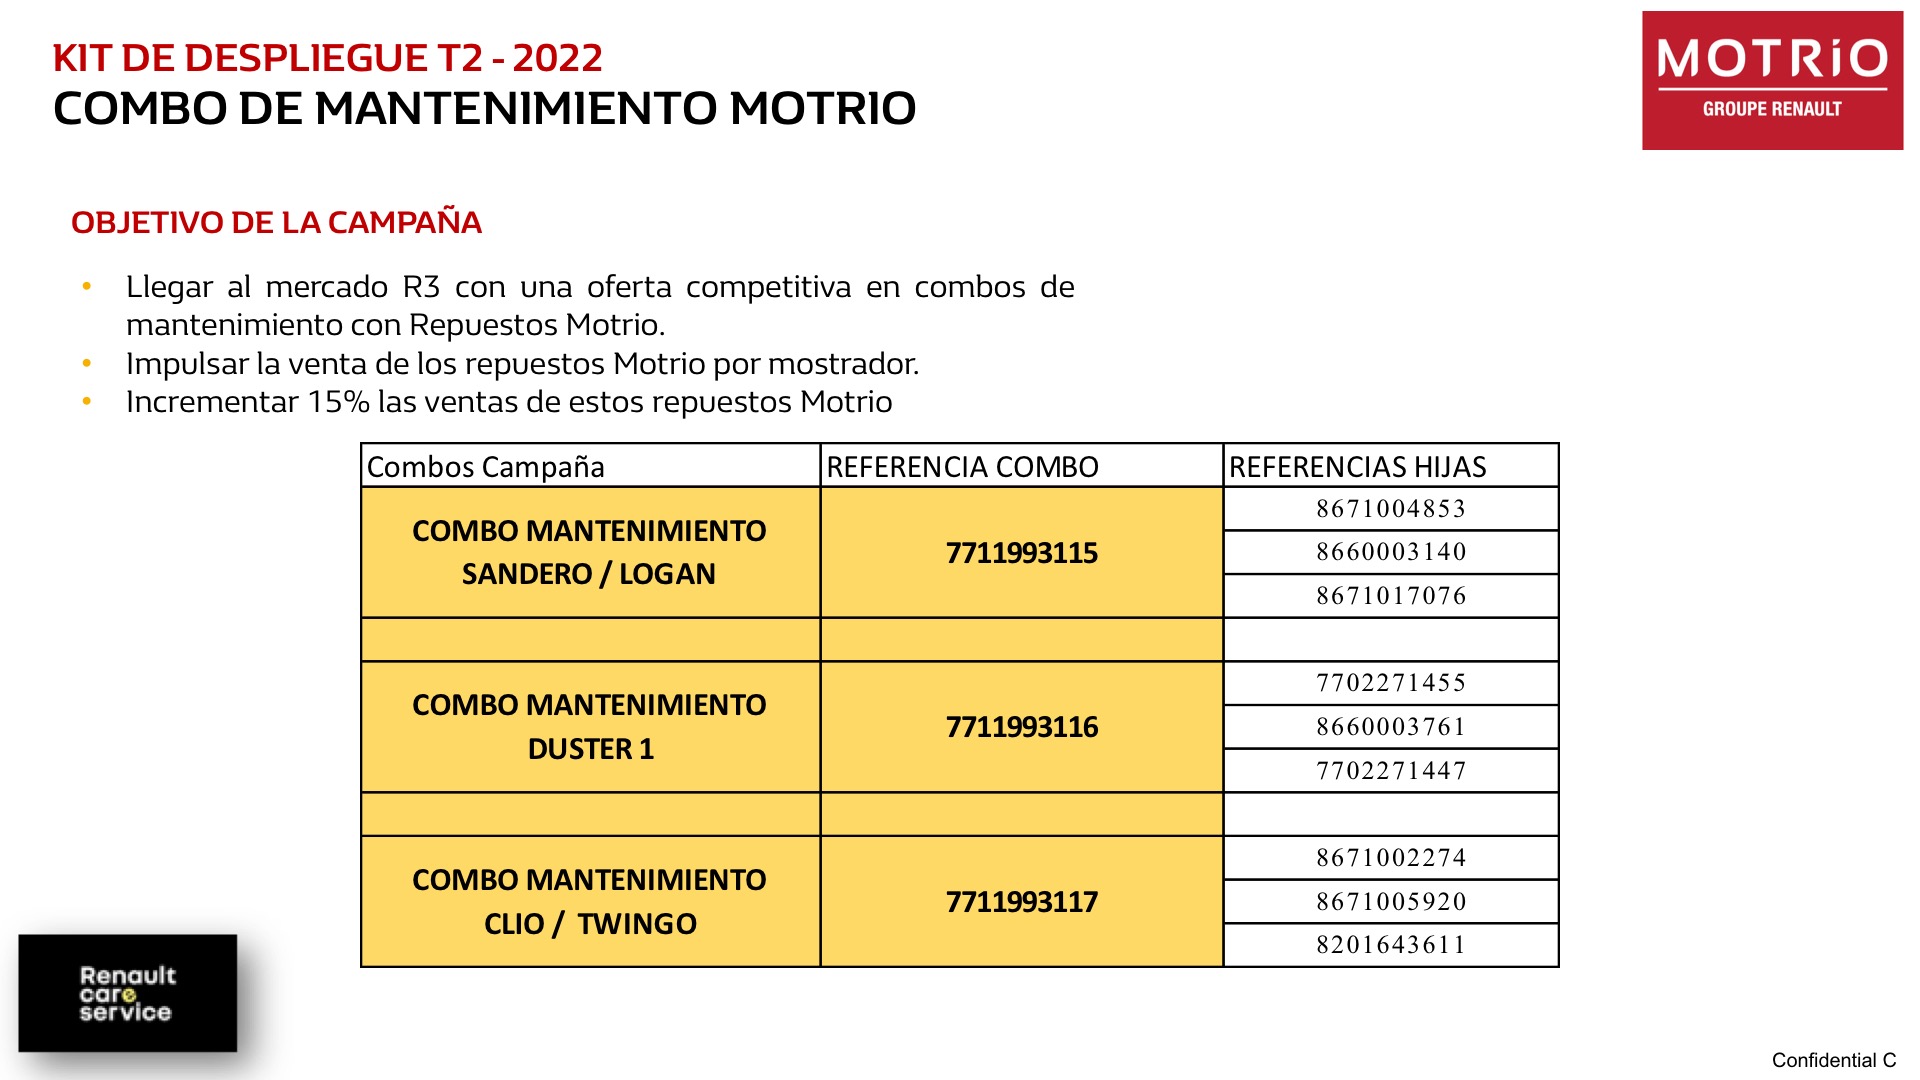 KIT DE DESPLIEGUE T2 - 2022
COMBO DE MANTENIMIENTO MOTRIO
MOTRiO
GROUPE RENAULT
OBJETIVO DE LA CAMPAÑA
• Llegar al mercado R3 con una oferta competitiva en combos de
mantenimiento con Repuestos Motrio.
• Impulsar la venta de los repuestos Motrio por mostrador.
• Incrementar 15% las ventas de estos repuestos Motrio
Combos Campaña REFERENCIA COMBO REFERENCIAS HIJAS
COMBO MANTENIMIENTO
SANDERO / LOGAN
7711993115
8671004853
8660003140
8671017076
COMBO MANTENIMIENTO
DUSTER 1
7711993116
7702271455
8660003761
7702271447
COMBO MANTENIMIENTO
CLIO / TWINGO
7711993117
8671002274
8671005920
8201643611
Renault
care
service
Confidential C